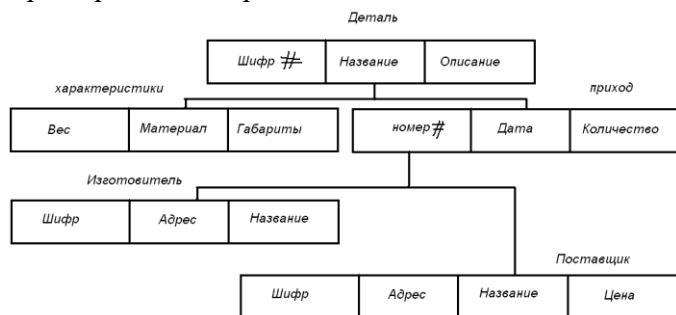 Деталь
Шифр # Название Описание
характеристики приход
Вес Материал Габариты номер# Дата Количество
Изготовитель
Шифр Адрес Название
Поставщик
Шифр Адрес Название Цена